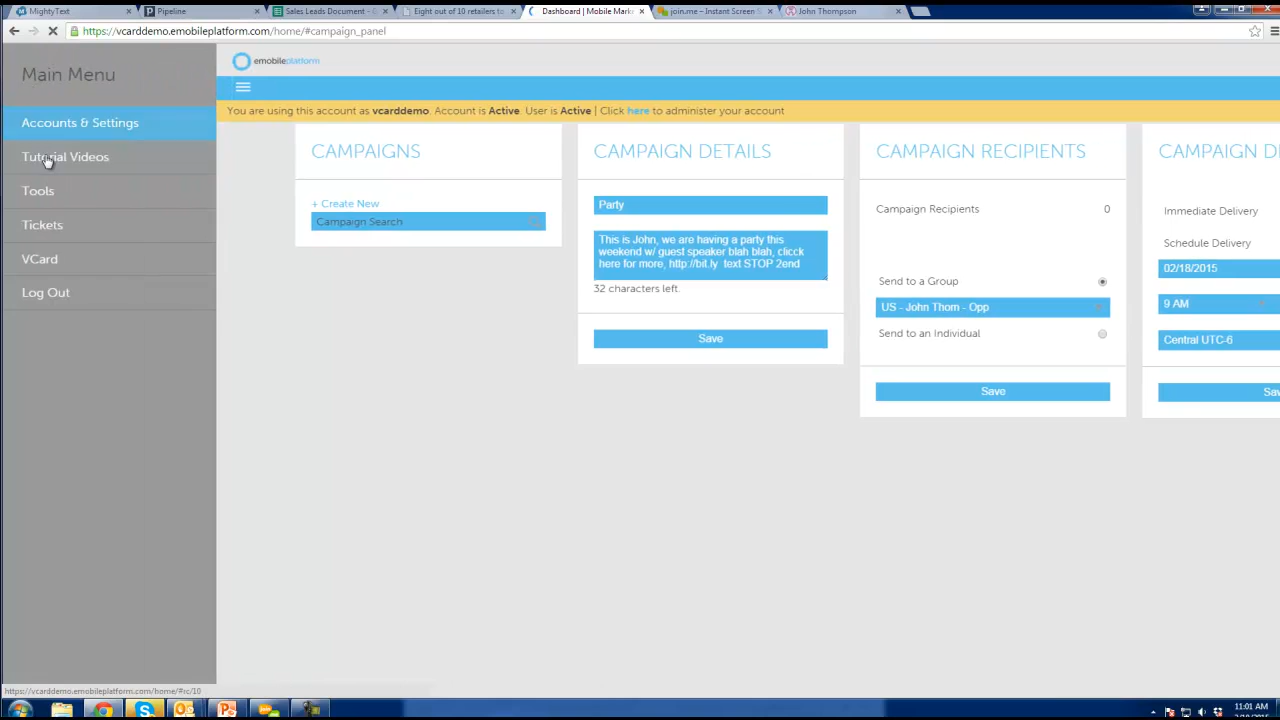 MightyText
Pipeline
Sales Leads Document - G
Eight out of 10 retailers to
Dashboard | Mobile Mark
join.me – Instant Screen S
John Thompson
https://vcarddemo.emobileplatform.com/home/#campaign_panel
Main Menu
emobileplatform
You are using this account as vcarddemo. Account is Active. User is Active | Click here to administer your account
Accounts & Settings
Tutorial Videos
Tools
Tickets
VCard
Log Out
CAMPAIGNS
+ Create New
Campaign Search
CAMPAIGN DETAILS
Party
This is John, we are having a party this
weekend w/ guest speaker blah blah, clicck
here for more, http://bit.ly text STOP 2end
32 characters left.
Save
CAMPAIGN RECIPIENTS
Campaign Recipients 0
Send to a Group
US - John Thom - Opp
Send to an Individual
Save
CAMPAIGN D
Immediate Delivery
Schedule Delivery
02/18/2015
9 AM
Central UTC-6
Sav
https://vcarddemo.emobileplatform.com/home/#rc/10
11:01 AM